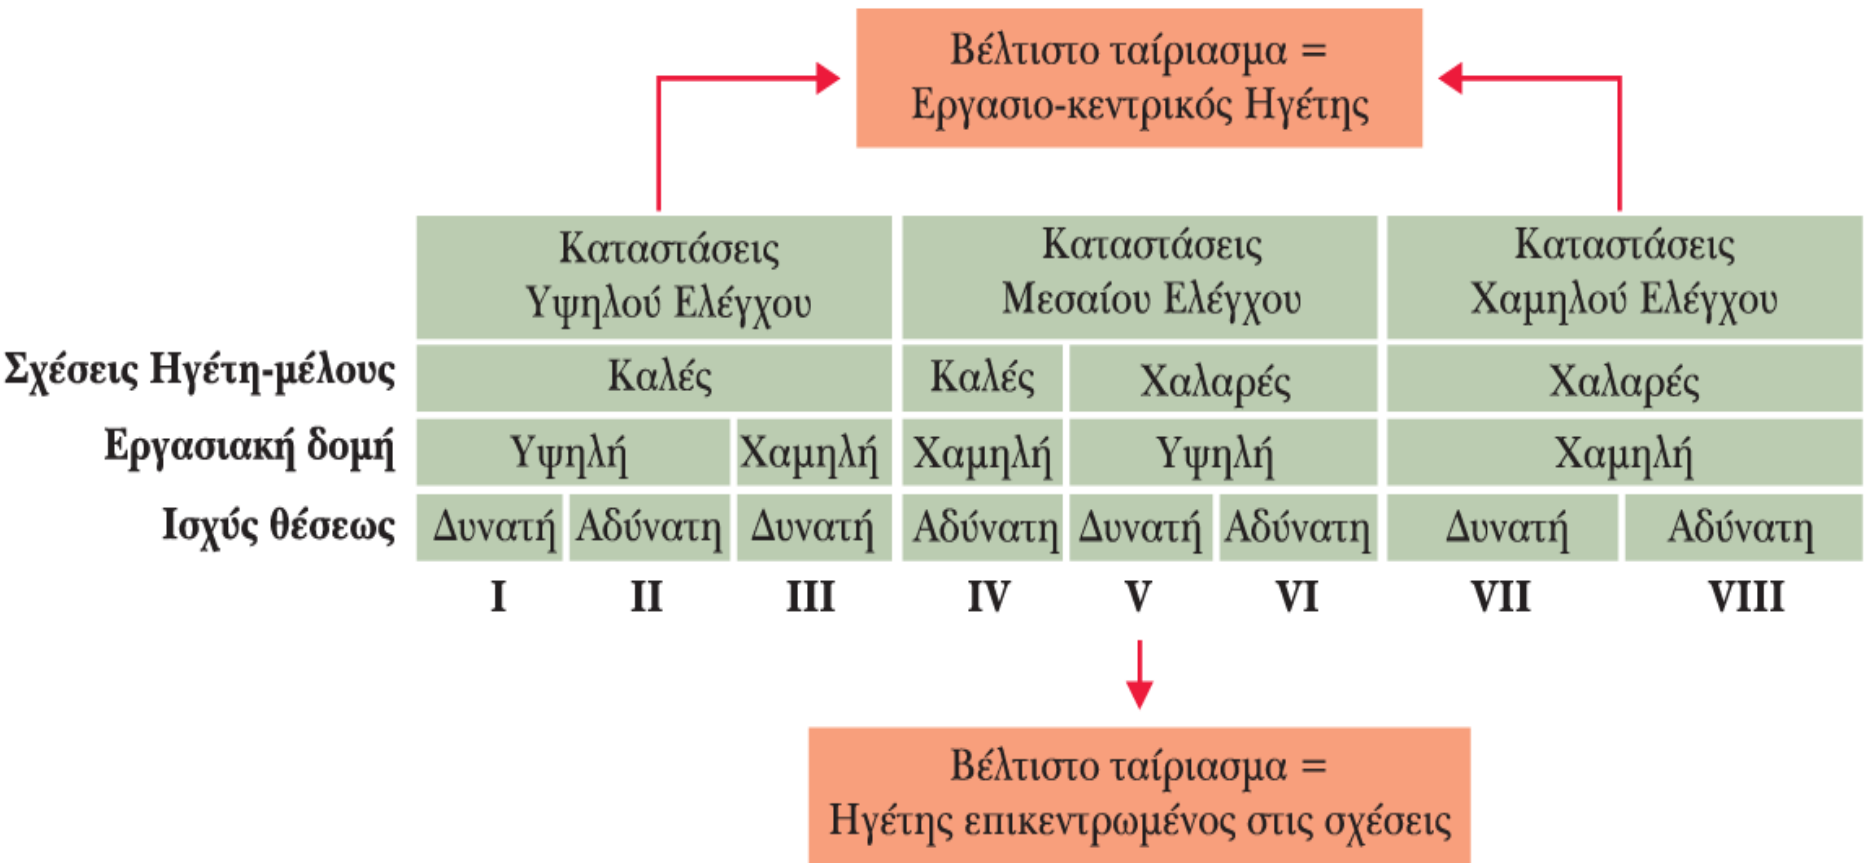 Βέλτιστο ταίριασμα =
Εργασιο-κεντρικός Ηγέτης
Καταστάσεις
Υψηλού Ελέγχου
Καταστάσεις
Μεσαίου Ελέγχου
Καταστάσεις
Χαμηλού Ελέγχου
Σχέσεις Ηγέτη-μέλους Καλές Καλές Χαλαρές Χαλαρές
Εργασιακή δομή Υψηλή Χαμηλή Χαμηλή Υψηλή Χαμηλή
Ισχύς θέσεως Δυνατή Αδύνατη Δυνατή Αδύνατη Δυνατή Αδύνατη Δυνατή Αδύνατη
I II III IV V VI VII VIII
Βέλτιστο ταίριασμα =
Ηγέτης επικεντρωμένος στις σχέσεις